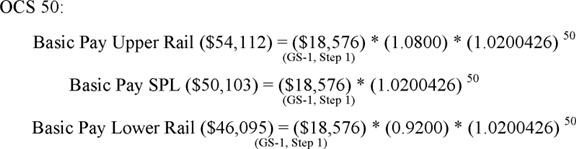 OCS 50:
Basic Pay Upper Rail ($54,112) = ($18,576) * (1.0800) * (1.0200426) 50
(GS-1, Step 1)
Basic Pay SPL ($50,103) = ($18,576) * (1.0200426) 50
(GS-1, Step 1)
Basic Pay Lower Rail ($46,095) = ($18,576) * (0.9200) * (1.0200426) 50
(GS-1, Step 1)